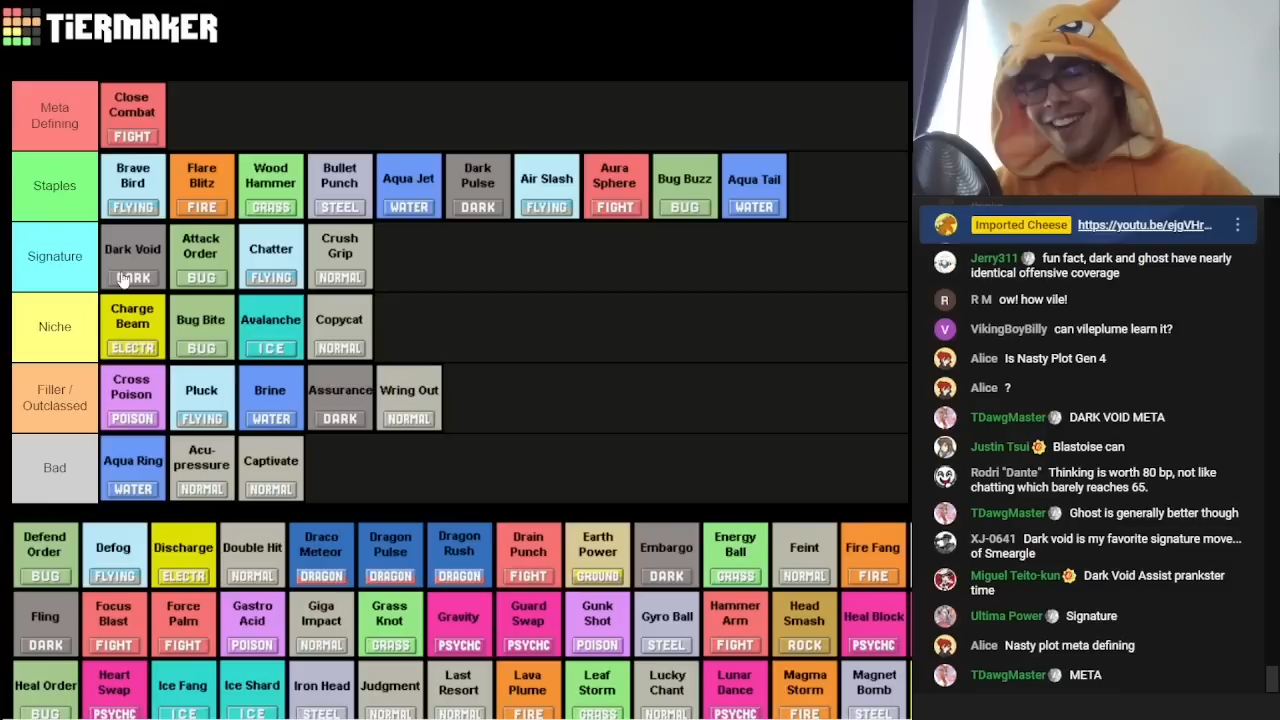 TIERMAKER
Meta
Defining
Close
Combat
FIGHT
Staples
Brave
Bird
FLYING
Flare
Blitz
FIRE
Wood
Hammer
GRASS
Bullet
Punch
STEEL
Aqua Jet
WATER
Dark
Pulse
DARK
Air Slash
FLYING
Aura
Sphere
FIGHT
Bug Buzz
BUG
Aqua Tail
WATER
Signature
Dark Void
DARK
Attack
Order
BUG
Chatter
FLYING
Crush
Grip
NORMAL
Niche
Charge
Beam
ELECTR
Bug Bite
BUG
Avalanche
ICE
Copycat
NORMAL
Filler /
Outclassed
Cross
Poison
POISON
Pluck
FLYING
Brine
WATER
Assurance
DARK
Wring Out
NORMAL
Bad
Aqua Ring
WATER
Acu-
pressure
NORMAL
Captivate
NORMAL
Defend
Order
BUG
Defog
FLYING
Discharge
ELECTR
Double Hit
NORMAL
Draco
Meteor
DRAGON
Dragon
Pulse
DRAGON
Dragon
Rush
DRAGON
Drain
Punch
FIGHT
Earth
Power
GROUND
Embargo
DARK
Energy
Ball
GRASS
Feint
NORMAL
Fire Fang
FIRE
Fling
DARK
Focus
Blast
FIGHT
Force
Palm
FIGHT
Gastro
Acid
POISON
Giga
Impact
NORMAL
Grass
Knot
GRASS
Gravity
PSYCHC
Guard
Swap
PSYCHC
Gunk
Shot
POISON
Gyro Ball
STEEL
Hammer
Arm
FIGHT
Head
Smash
ROCK
Heal Block
PSYCHC
Heal Order
BUG
Heart
Swap
PSYCHC
Ice Fang
ICE
Ice Shard
ICE
Iron Head
STEEL
Judgment
NORMAL
Last
Resort
NORMAL
Lava
Plume
FIRE
Leaf
Storm
GRASS
Lucky
Chant
NORMAL
Lunar
Dance
PSYCHC
Magma
Storm
FIRE
Magnet
Bomb
STEEL
Imported Cheese https://youtu.be/ejgVHr...
Jerry311 fun fact, dark and ghost have nearly
identical offensive coverage
R R M ow! how vile!
V VikingBoyBilly can vileplume learn it?
Alice Is Nasty Plot Gen 4
Alice ?
TDawgMaster DARK VOID META
Justin Tsui Blastoise can
Rodri "Dante" Thinking is worth 80 bp, not like
chatting which barely reaches 65.
TDawgMaster Ghost is generally better though
XJ-0641 Dark void is my favorite signature move...
of Smeargle
Miguel Teito-kun Dark Void Assist prankster
time
Ultima Power Signature
Alice Nasty plot meta defining
TDawgMaster META